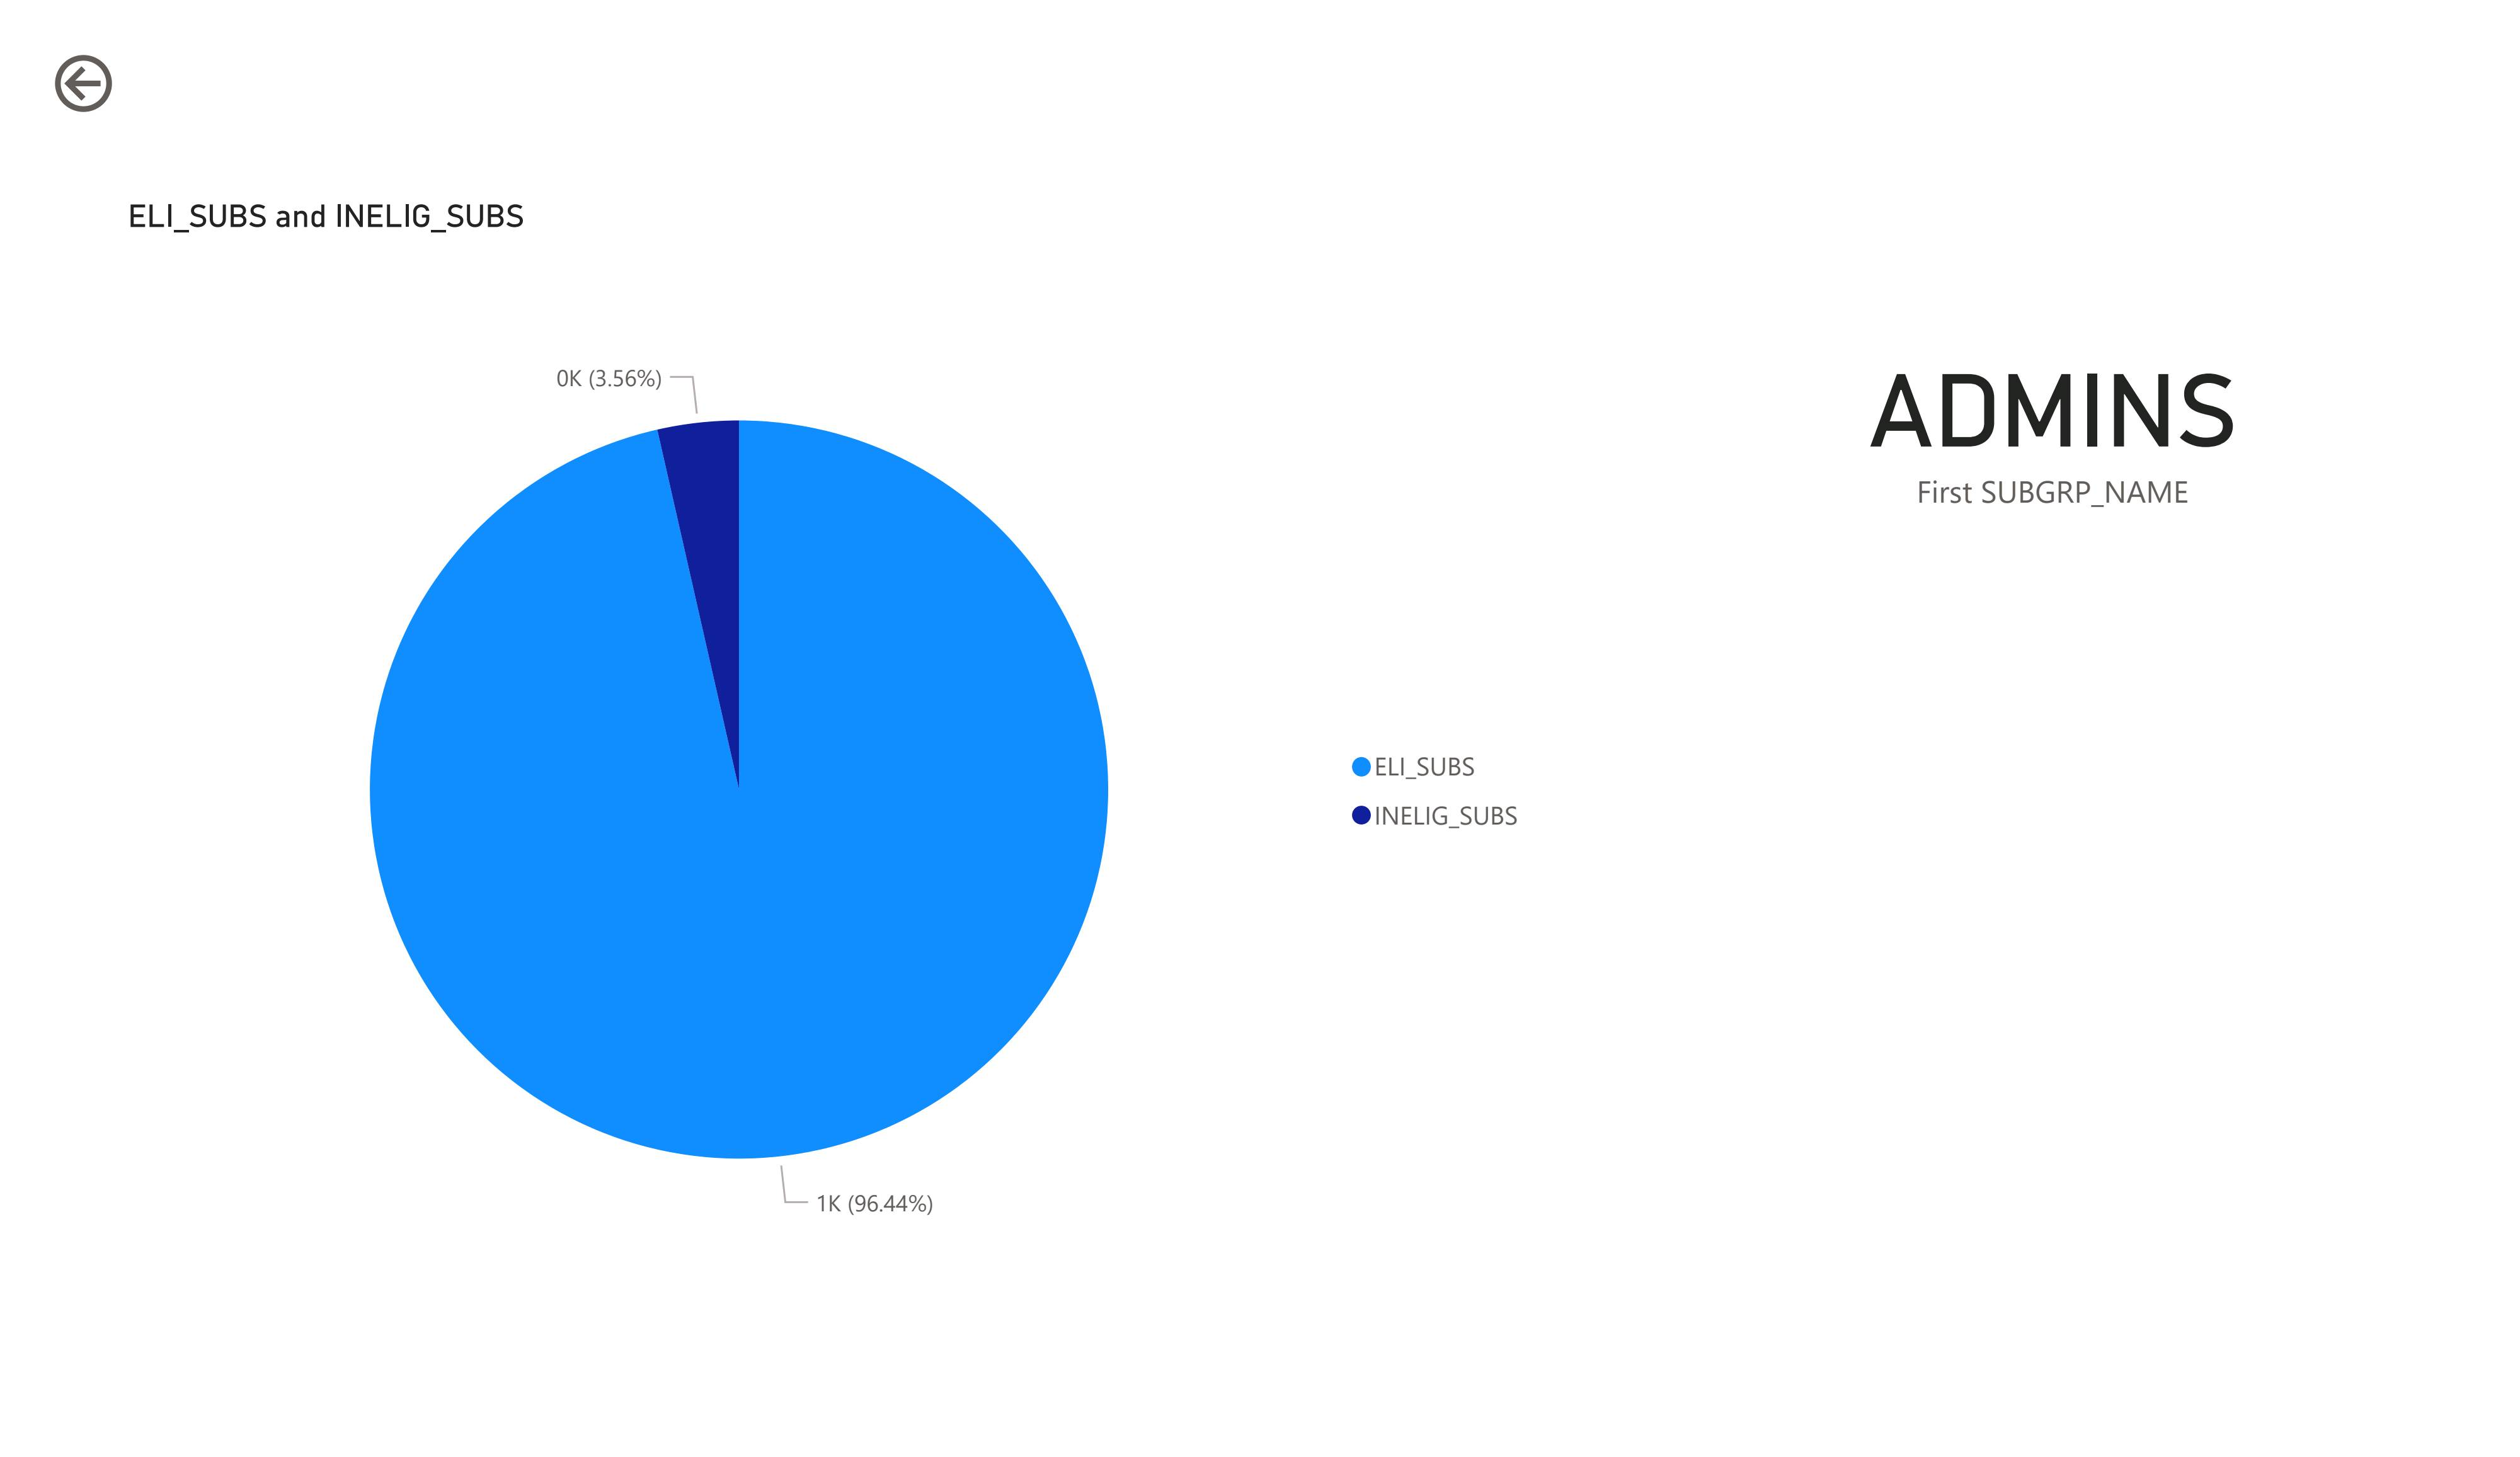 ELI_SUBS and INELIG_SUBS
0K (3.56%)
1K (96.44%)
ELI_SUBS
INELIG_SUBS
ADMINS
First SUBGRP_NAME